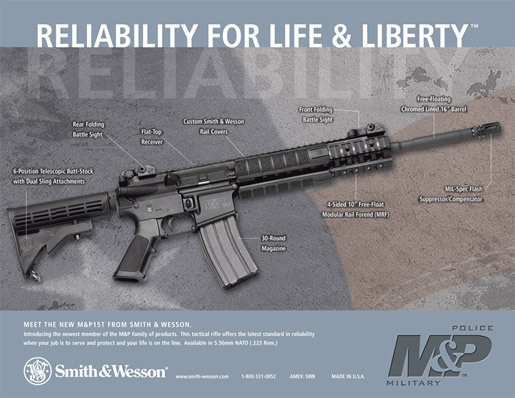 RELIABILITY FOR LIFE & LIBERTY™
RELIABILITY
Free-Floating
Chromed Lined 16" Barrel
Front Folding
Battle Sight
Custom Smith & Wesson
Rail Covers
Rear Folding
Battle Sight
Flat-Top
Receiver
6-Position Telescopic Butt-Stock
with Dual Sling Attachments
MIL-Spec Flash
Suppressor Compensator
4-Sided 10" Free-Float
Modular Rail Forend (MRF)
30-Round
Magazine
MEET THE NEW M&P15T FROM SMITH & WESSON.
Introducing the newest member of the M&P Family of products. This tactical rifle offers the latest standard in reliability
when your job is to serve and protect and your life is on the line. Available in 5.56mm NATO (.223 Rem.)
POLICE
M&P™
MILITARY
S&W
Smith & Wesson® www.smith-wesson.com 1-800-331-0852 AMEX: SWB MADE IN U.S.A.